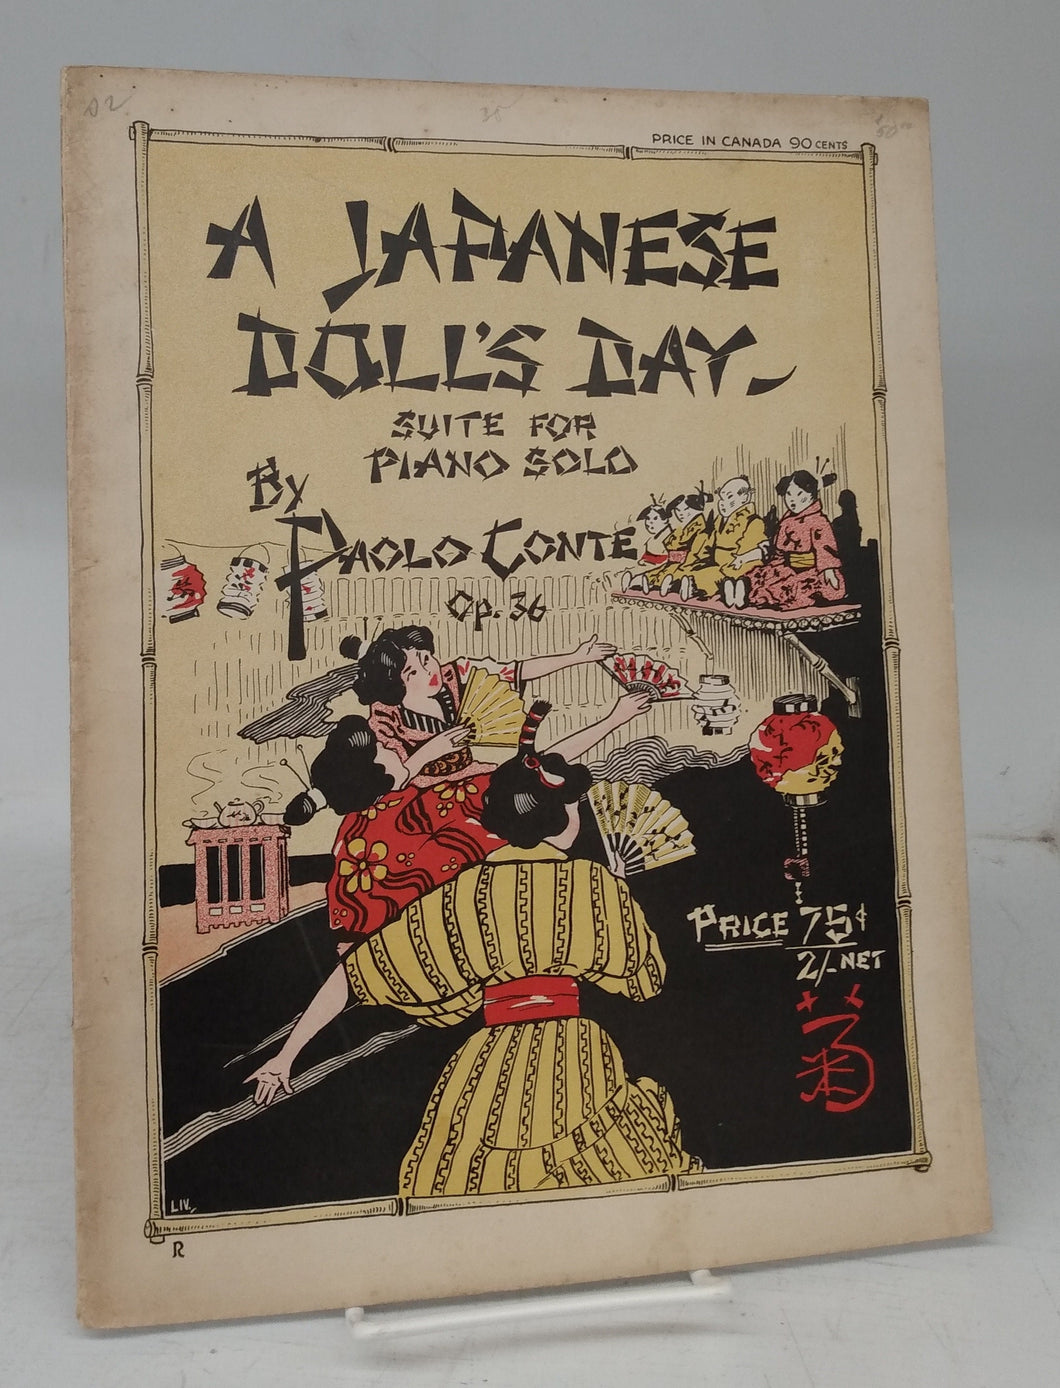 PRICE IN CANADA 90 CENTS
A JAPANESE
DOLL'S DAY
SUITE FOR
PIANO SOLO
By
PAOLO CONTE
Op. 36
PRICE 75¢
2/- NET
菊
LIV.
R